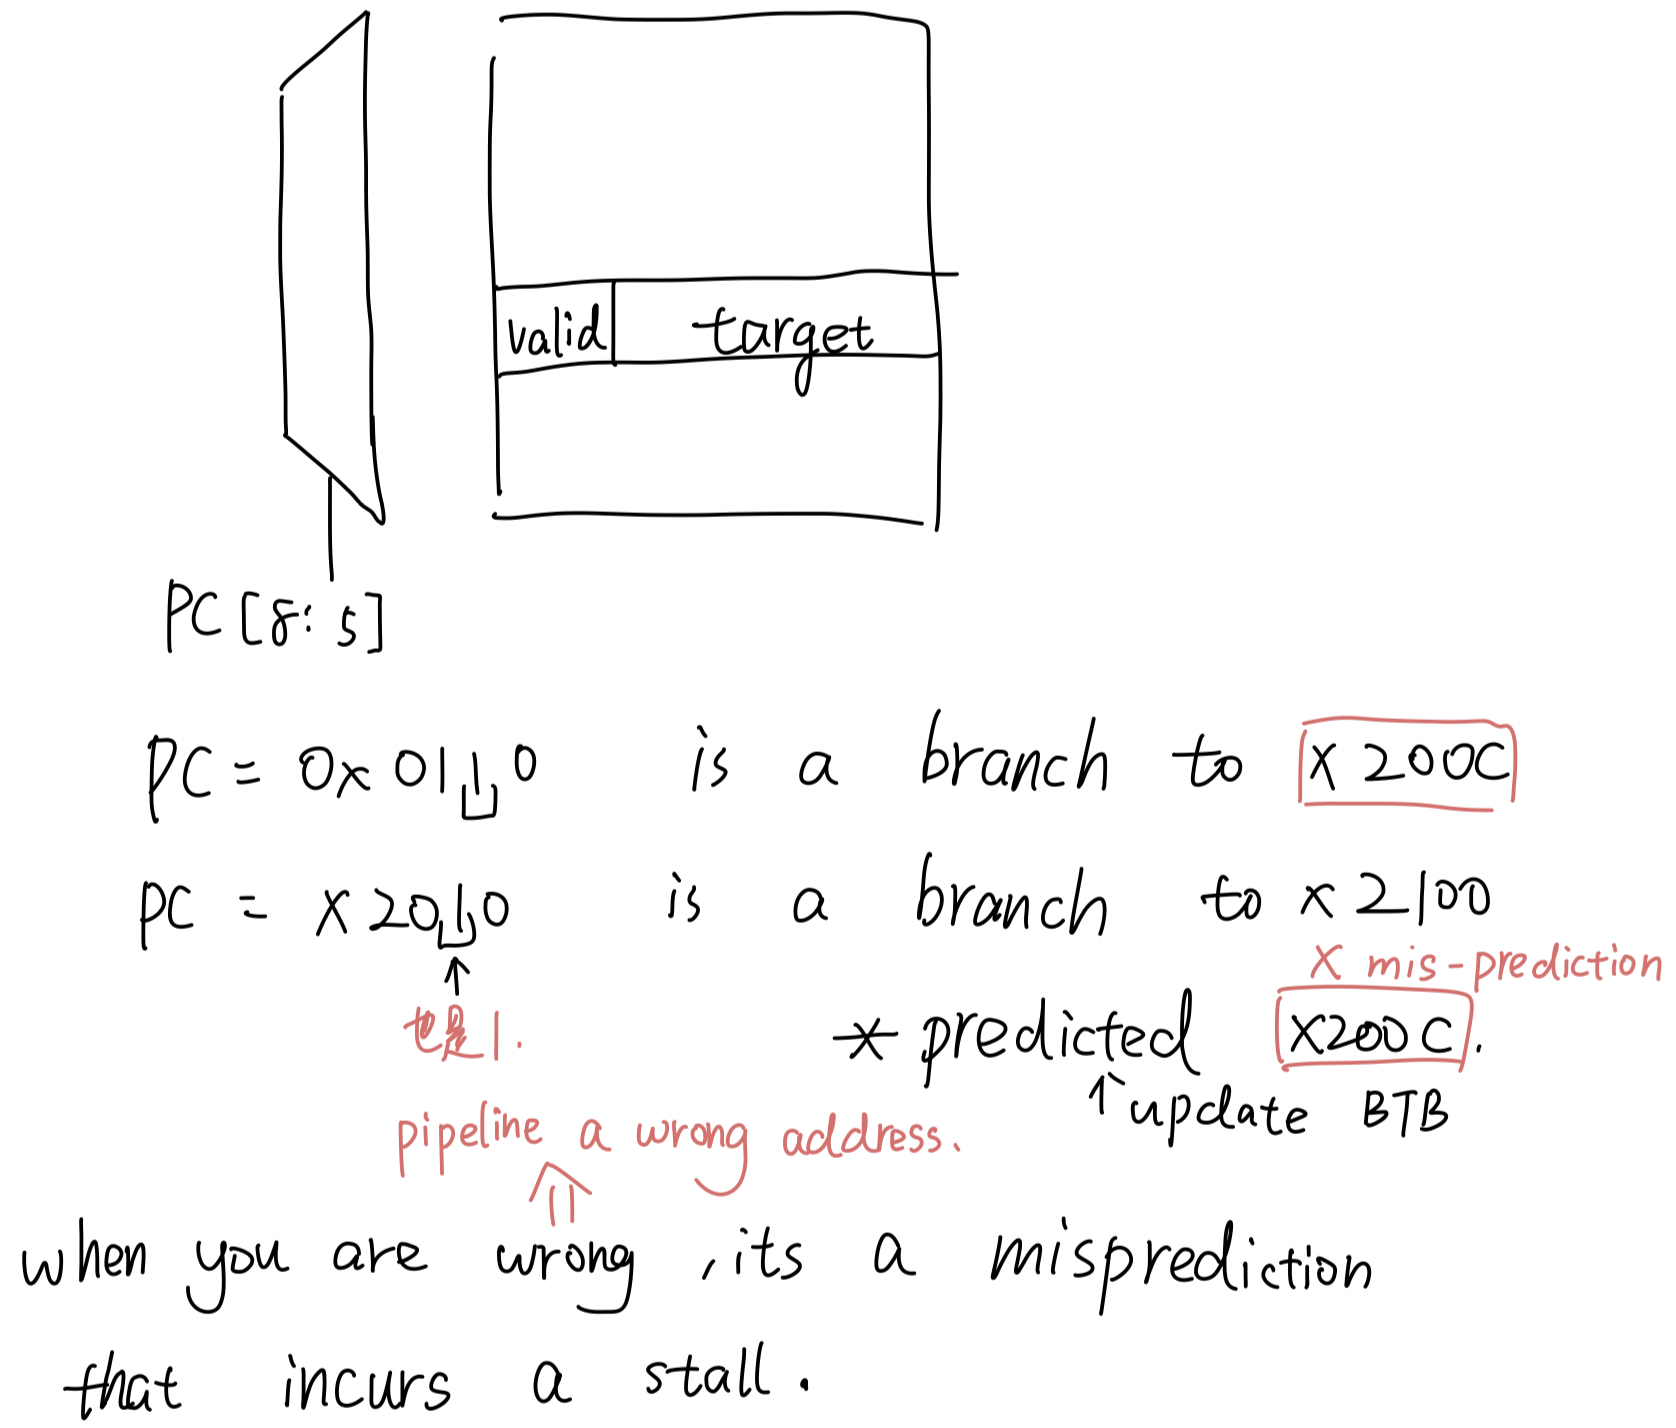 valid target
PC [8:5]
PC = 0x 0110 is a branch to x 200C
PC = x 2010 is a branch to x 2100
x mis-prediction
也是1.
* predicted x200C.
↑ update BTB
pipeline a wrong address.
when you are wrong, its a misprediction
that incurs a stall.